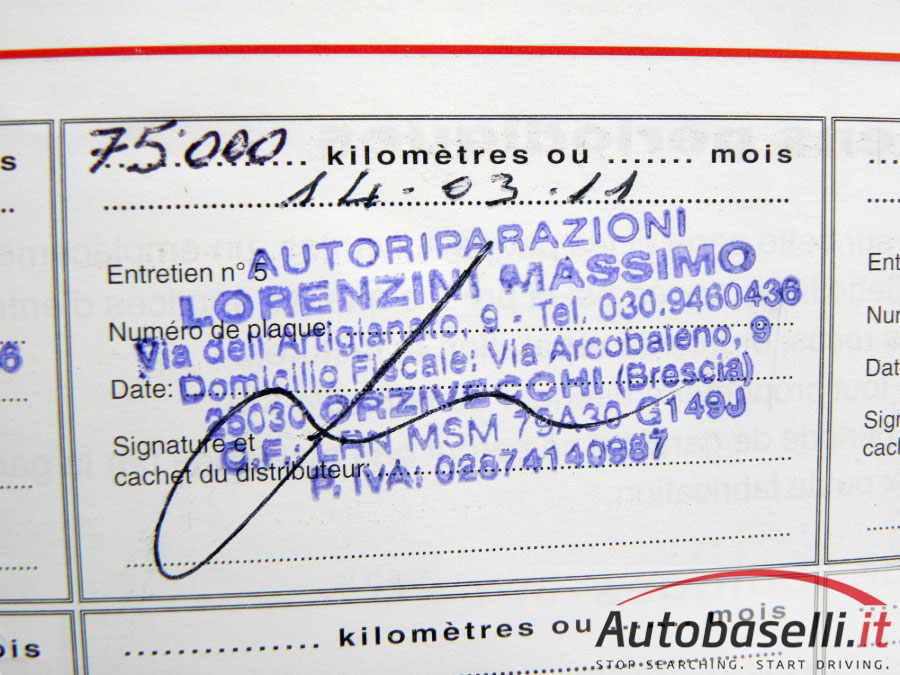 75.000 kilomètres ou ....... mois
14-03-11
AUTORIPARAZIONI
Entretien n° 5
LORENZINI MASSIMO
Numéro de plaque:
Via dell'Artigianato, 9 - Tel. 030.9460436
Date:
Domicilio Fiscale: Via Arcobaleno, 9
ORZIVECCHI (Brescia)
Signature et
C.F. LRN MSM 79A30 G149J
cachet du distributeur:
P. IVA: 02874140987
kilomètres ou ....... mois
Autobaselli.it
STOP SEARCHING. START DRIVING.